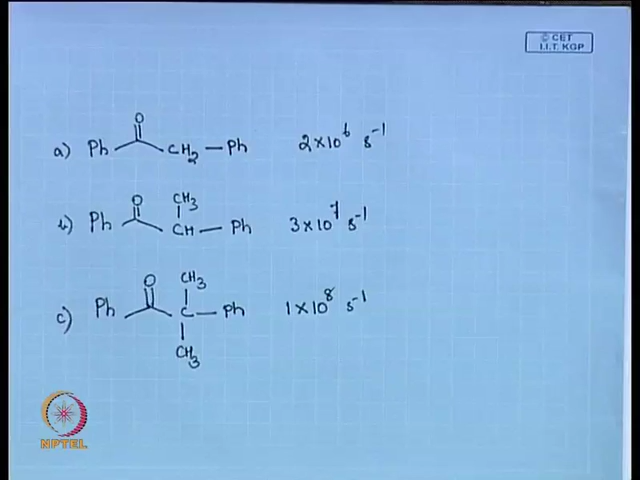 © CET
I.I.T. KGP
O
a) Ph CH2 — Ph 2×10^6 s^-1
O CH3
b) Ph CH — Ph 3×10^7 s^-1
O CH3
c) Ph C — Ph 1×10^8 s^-1
CH3
NPTEL